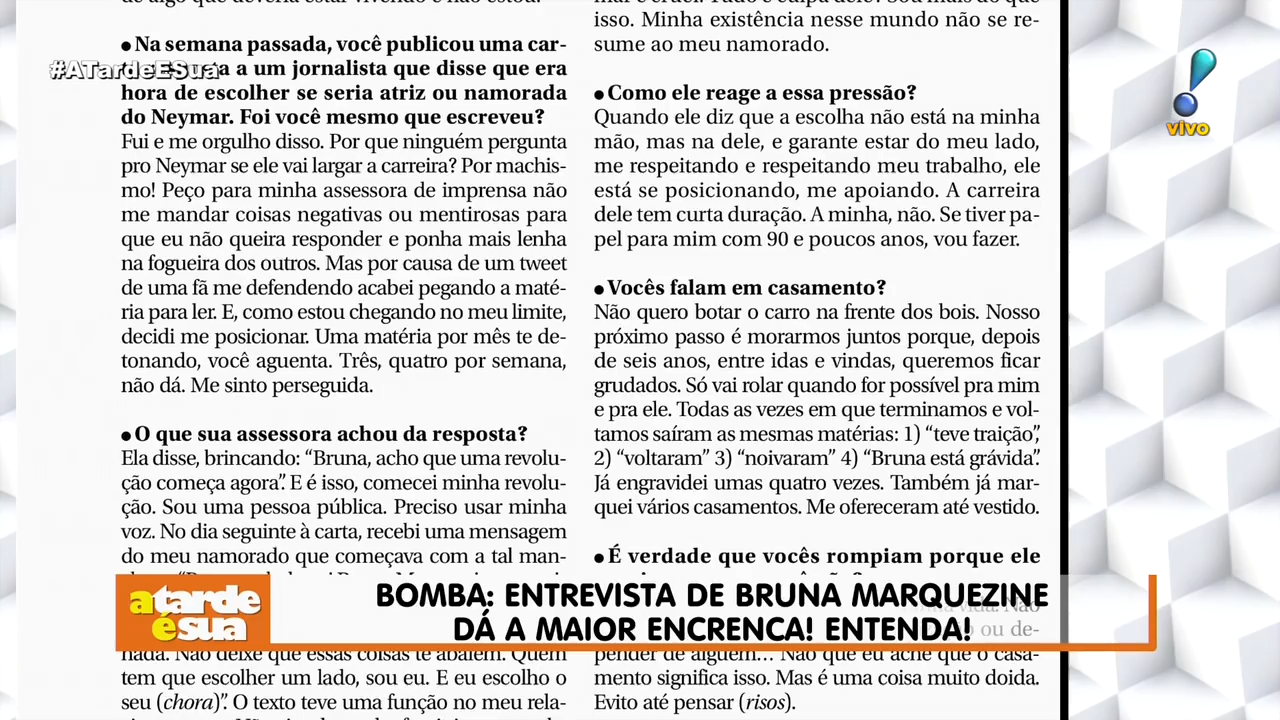 de algo que deveria estar vivendo e não estou.
● Na semana passada, você publicou uma car-
a um jornalista que disse que era
hora de escolher se seria atriz ou namorada
do Neymar. Foi você mesmo que escreveu?
Fui e me orgulho disso. Por que ninguém pergunta
pro Neymar se ele vai largar a carreira? Por machis-
mo! Peço para minha assessora de imprensa não
me mandar coisas negativas ou mentirosas para
que eu não queira responder e ponha mais lenha
na fogueira dos outros. Mas por causa de um tweet
de uma fã me defendendo acabei pegando a maté-
ria para ler. E, como estou chegando no meu limite,
decidi me posicionar. Uma matéria por mês te de-
tonando, você aguenta. Três, quatro por semana,
não dá. Me sinto perseguida.
● O que sua assessora achou da resposta?
Ela disse, brincando: “Bruna, acho que uma revolu-
ção começa agora”. E é isso, comecei minha revolu-
ção. Sou uma pessoa pública. Preciso usar minha
voz. No dia seguinte à carta, recebi uma mensagem
do meu namorado que começava com a tal man-
nada. Não deixe que essas coisas te abalem. Quem
tem que escolher um lado, sou eu. E eu escolho o
seu (chora)”. O texto teve uma função no meu rela-
isso. Minha existência nesse mundo não se re-
sume ao meu namorado.
● Como ele reage a essa pressão?
Quando ele diz que a escolha não está na minha
mão, mas na dele, e garante estar do meu lado,
me respeitando e respeitando meu trabalho, ele
está se posicionando, me apoiando. A carreira
dele tem curta duração. A minha, não. Se tiver pa-
pel para mim com 90 e poucos anos, vou fazer.
● Vocês falam em casamento?
Não quero botar o carro na frente dos bois. Nosso
próximo passo é morarmos juntos porque, depois
de seis anos, entre idas e vindas, queremos ficar
grudados. Só vai rolar quando for possível pra mim
e pra ele. Todas as vezes em que terminamos e vol-
tamos saíram as mesmas matérias: 1) “teve traição”,
2) “voltaram” 3) “noivaram” 4) “Bruna está grávida”.
Já engravidei umas quatro vezes. Também já mar-
quei vários casamentos. Me ofereceram até vestido.
● É verdade que vocês rompiam porque ele
vida. Não
ou de-
pender de alguém... Não que eu ache que o casa-
mento significa isso. Mas é uma coisa muito doida.
Evito até pensar (risos).
#ATardeESua
vivo
a tarde
é sua
BOMBA: ENTREVISTA DE BRUNA MARQUEZINE
DÁ A MAIOR ENCRENCA! ENTENDA!